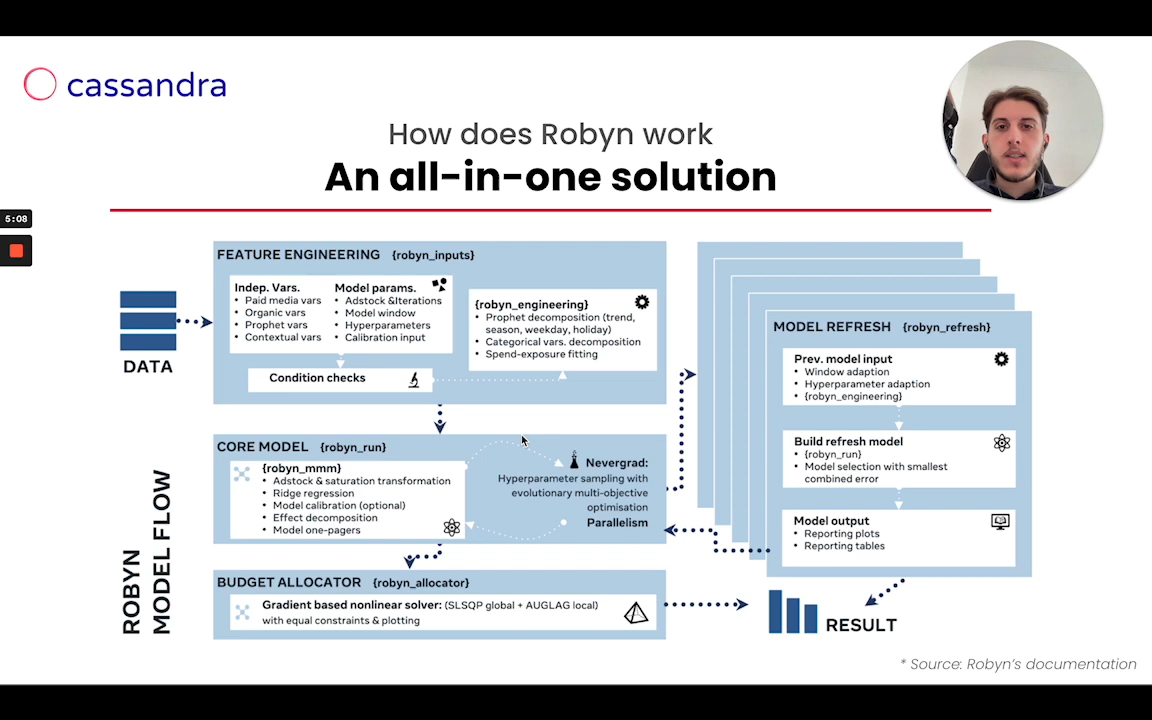 cassandra
How does Robyn work
An all-in-one solution
5:08
DATA
ROBYN
MODEL FLOW
FEATURE ENGINEERING {robyn_inputs}
Indep. Vars.
• Paid media vars
• Organic vars
• Prophet vars
• Contextual vars
Model params.
• Adstock &Iterations
• Model window
• Hyperparameters
• Calibration input
Condition checks
{robyn_engineering}
• Prophet decomposition (trend,
season, weekday, holiday)
• Categorical vars. decomposition
• Spend-exposure fitting
CORE MODEL {robyn_run}
{robyn_mmm}
• Adstock & saturation transformation
• Ridge regression
• Model calibration (optional)
• Effect decomposition
• Model one-pagers
Nevergrad:
Hyperparameter sampling with
evolutionary multi-objective
optimisation
Parallelism
BUDGET ALLOCATOR {robyn_allocator}
Gradient based nonlinear solver: (SLSQP global + AUGLAG local)
with equal constraints & plotting
MODEL REFRESH {robyn_refresh}
Prev. model input
• Window adaption
• Hyperparameter adaption
• {robyn_engineering}
Build refresh model
• {robyn_run}
• Model selection with smallest
combined error
Model output
• Reporting plots
• Reporting tables
RESULT
* Source: Robyn's documentation